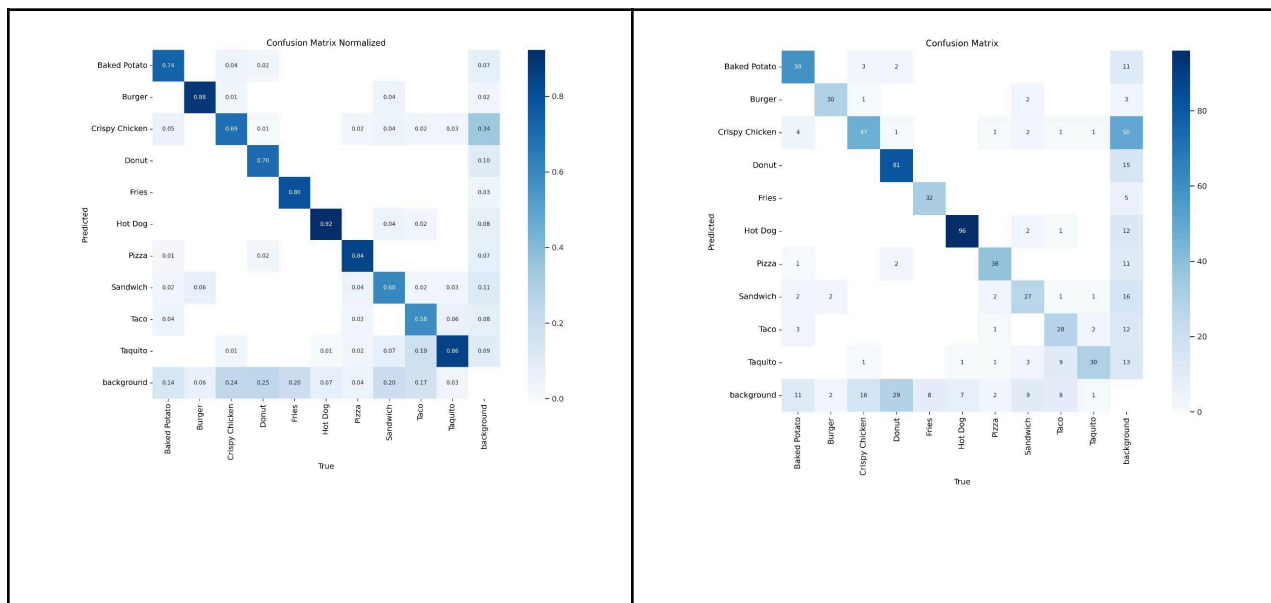 Confusion Matrix Normalized
Baked Potato 0.74 0.04 0.02 0.07
Burger 0.88 0.01 0.04 0.02
Crispy Chicken 0.05 0.69 0.01 0.02 0.04 0.02 0.03 0.34
Donut 0.70 0.10
Fries 0.80 0.03
Hot Dog 0.92 0.04 0.02 0.08
Pizza 0.01 0.02 0.84 0.07
Sandwich 0.02 0.06 0.04 0.60 0.02 0.03 0.11
Taco 0.04 0.02 0.58 0.06 0.08
Taquito 0.01 0.01 0.02 0.07 0.19 0.86 0.09
background 0.14 0.06 0.24 0.25 0.20 0.07 0.04 0.20 0.17 0.03
Predicted
Baked Potato Burger Crispy Chicken Donut Fries Hot Dog Pizza Sandwich Taco Taquito background
True
0.8
0.6
0.4
0.2
0.0
Confusion Matrix
Baked Potato 59 3 2 11
Burger 30 1 2 3
Crispy Chicken 4 47 1 1 2 1 1 50
Donut 81 15
Fries 32 5
Hot Dog 96 2 1 12
Pizza 1 2 38 11
Sandwich 2 2 2 27 1 1 16
Taco 3 1 28 2 12
Taquito 1 1 1 3 9 30 13
background 11 2 16 29 8 7 2 9 8 1
Predicted
Baked Potato Burger Crispy Chicken Donut Fries Hot Dog Pizza Sandwich Taco Taquito background
True
80
60
40
20
0